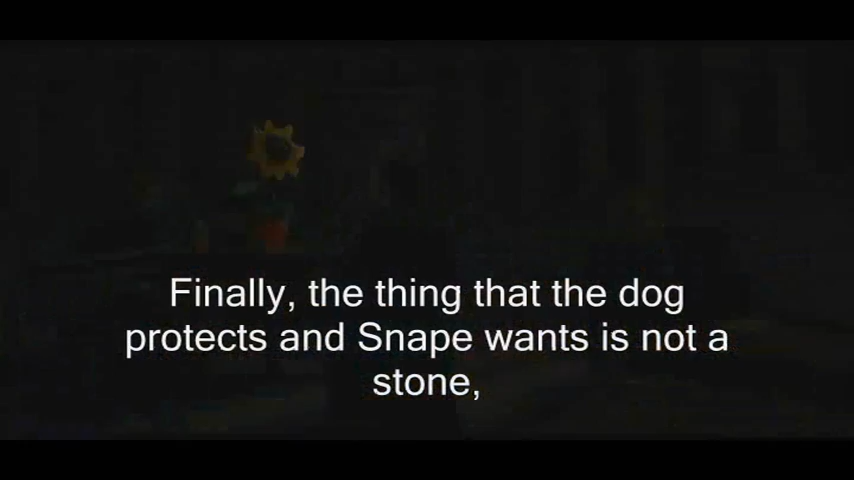 Finally, the thing that the dog
protects and Snape wants is not a
stone,